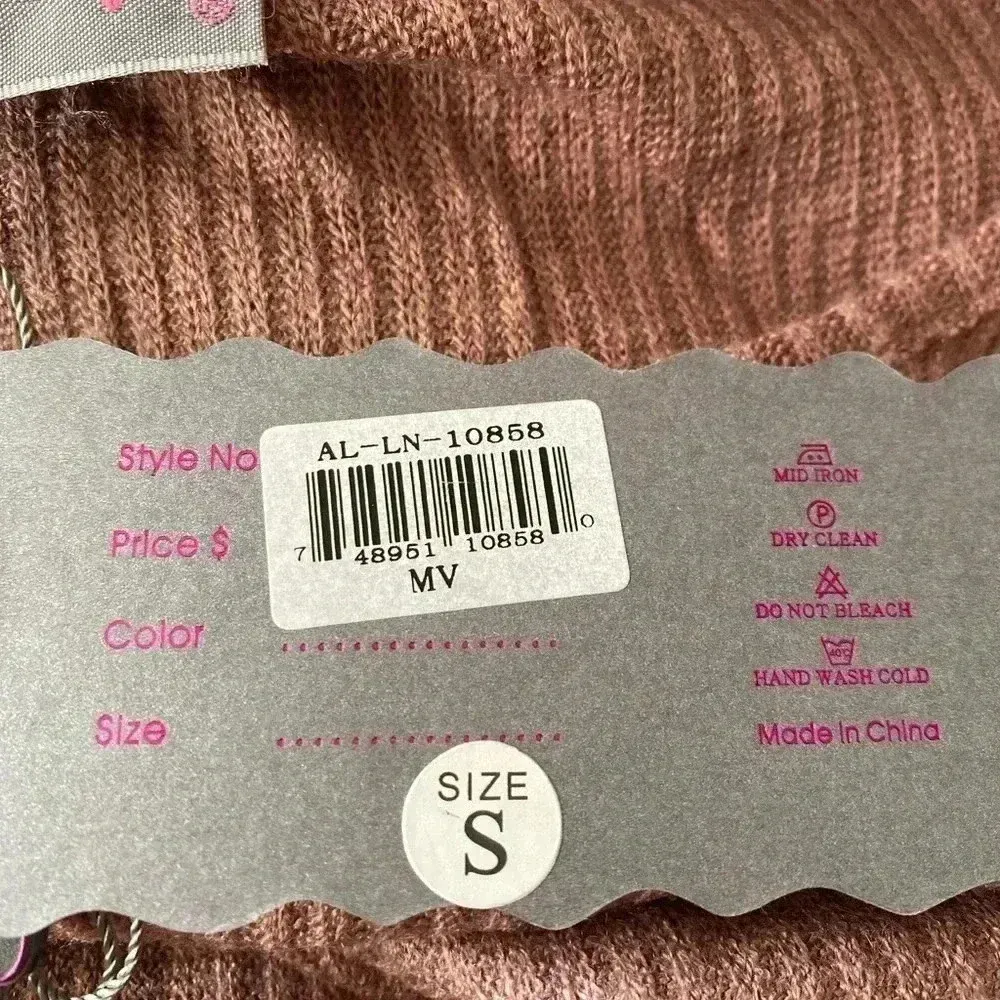 Style No
AL-LN-10858
7 48951 10858 0
MV
Price $
Color
Size
SIZE
S
MID IRON
P
DRY CLEAN
DO NOT BLEACH
40°C
HAND WASH COLD
Made in China